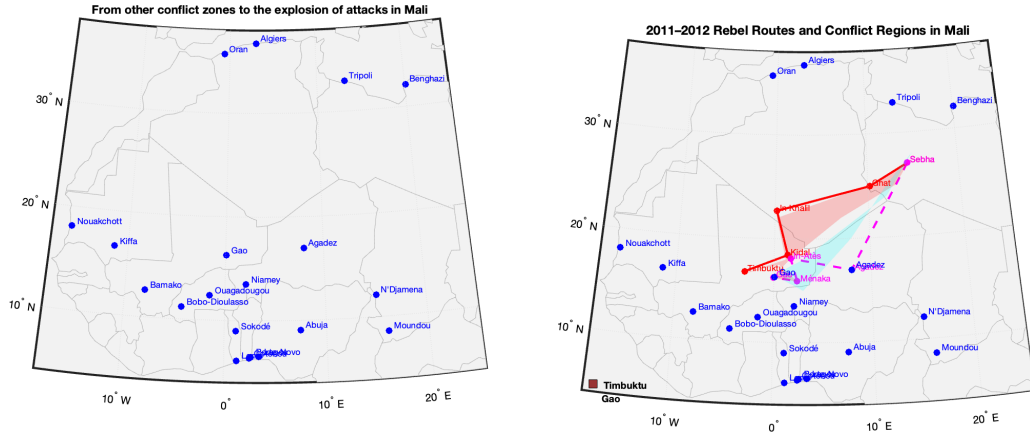 From other conflict zones to the explosion of attacks in Mali
Algiers
Oran
Tripoli
Benghazi
30° N
20° N
Nouakchott
Kiffa
Gao
Agadez
Niamey
Bamako
Ouagadougou
Bobo-Dioulasso
N'Djamena
10° N
Sokodé
Abuja
Moundou
10° W
0°
10° E
20° E
2011–2012 Rebel Routes and Conflict Regions in Mali
Algiers
Oran
Tripoli
Benghazi
30° N
Sebha
Ghat
20° N
In-Khalil
Nouakchott
Kidal
Kiffa
Timbuktu
Gao
Ménaka
Agadez
Niamey
Bamako
Ouagadougou
Bobo-Dioulasso
N'Djamena
10° N
Sokodé
Abuja
Moundou
Timbuktu
Gao
10° W
0°
10° E
20° E